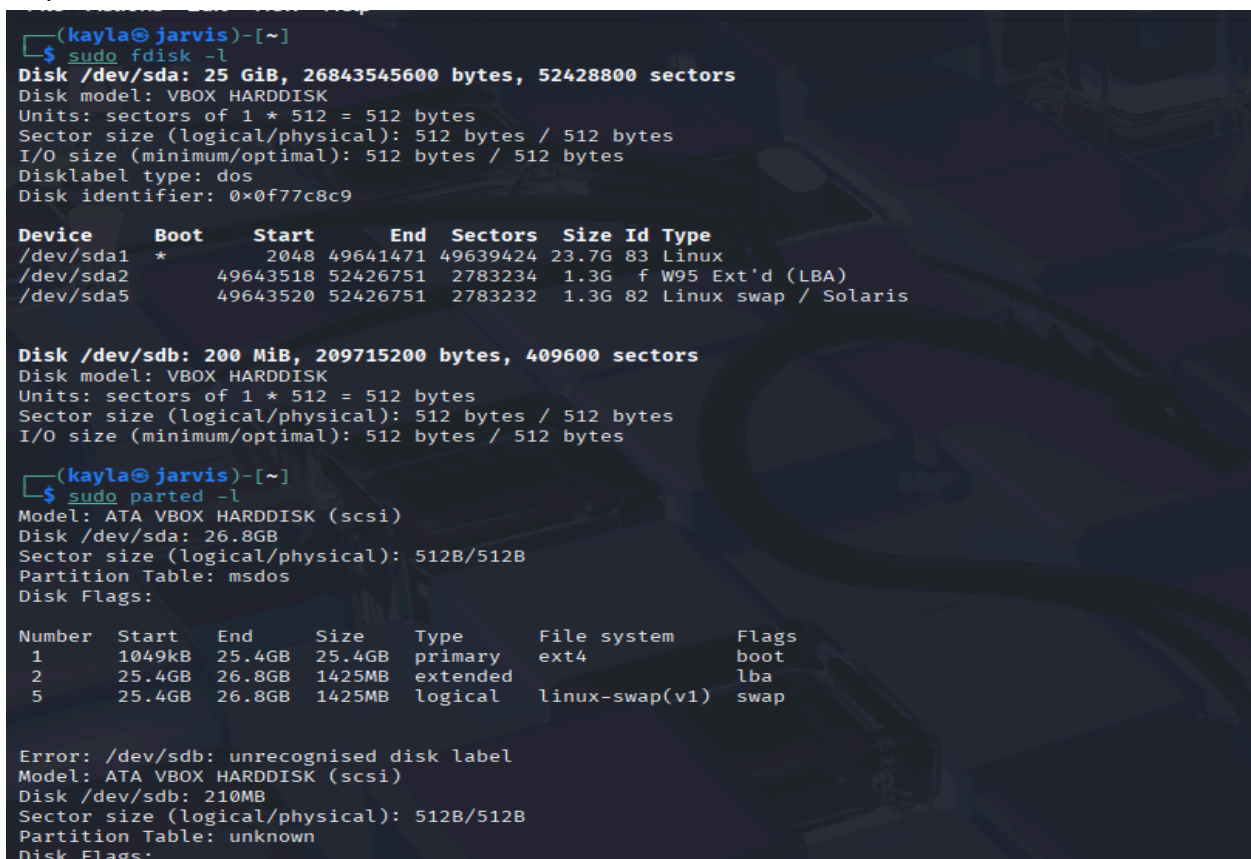 ┌──(kayla㉿jarvis)-[~]
└─$ sudo fdisk -l
Disk /dev/sda: 25 GiB, 26843545600 bytes, 52428800 sectors
Disk model: VBOX HARDDISK
Units: sectors of 1 * 512 = 512 bytes
Sector size (logical/physical): 512 bytes / 512 bytes
I/O size (minimum/optimal): 512 bytes / 512 bytes
Disklabel type: dos
Disk identifier: 0×0f77c8c9
Device     Boot    Start      End  Sectors  Size Id Type
/dev/sda1  *        2048 49641471 49639424 23.7G 83 Linux
/dev/sda2       49643518 52426751  2783234  1.3G  f W95 Ext'd (LBA)
/dev/sda5       49643520 52426751  2783232  1.3G 82 Linux swap / Solaris
Disk /dev/sdb: 200 MiB, 209715200 bytes, 409600 sectors
Disk model: VBOX HARDDISK
Units: sectors of 1 * 512 = 512 bytes
Sector size (logical/physical): 512 bytes / 512 bytes
I/O size (minimum/optimal): 512 bytes / 512 bytes
┌──(kayla㉿jarvis)-[~]
└─$ sudo parted -l
Model: ATA VBOX HARDDISK (scsi)
Disk /dev/sda: 26.8GB
Sector size (logical/physical): 512B/512B
Partition Table: msdos
Disk Flags:
Number  Start   End     Size    Type      File system     Flags
 1      1049kB  25.4GB  25.4GB  primary   ext4            boot
 2      25.4GB  26.8GB  1425MB  extended                  lba
 5      25.4GB  26.8GB  1425MB  logical   linux-swap(v1)  swap
Error: /dev/sdb: unrecognised disk label
Model: ATA VBOX HARDDISK (scsi)
Disk /dev/sdb: 210MB
Sector size (logical/physical): 512B/512B
Partition Table: unknown
Disk Flags: